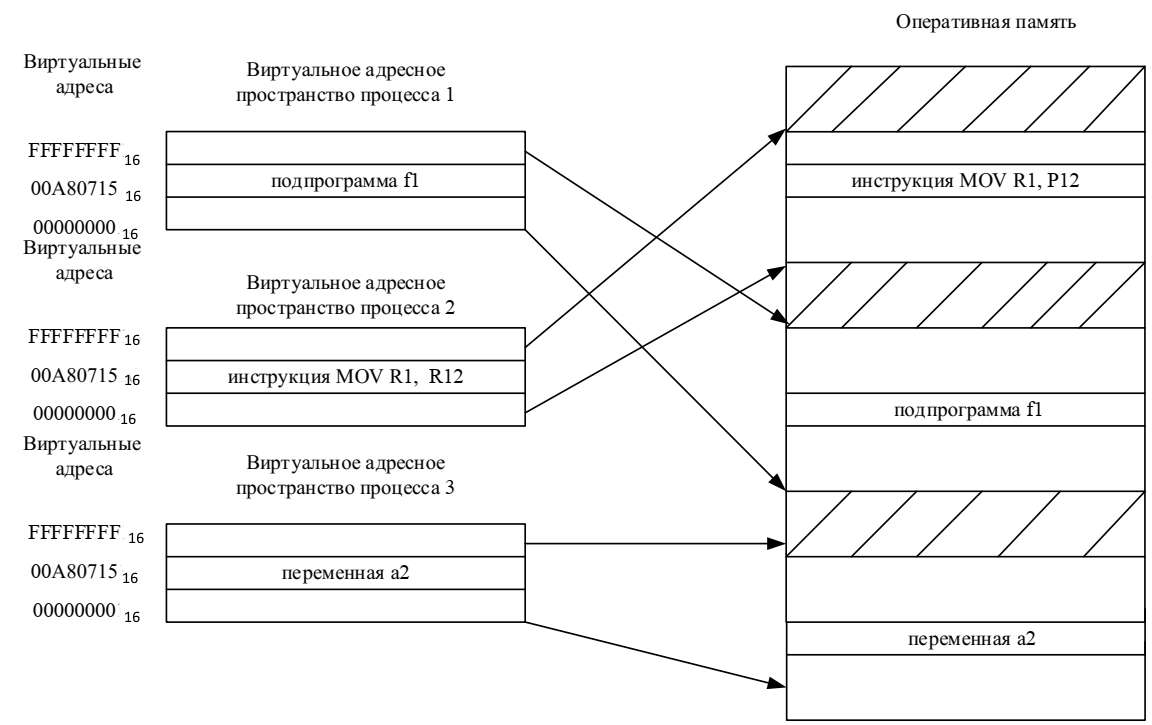 Оперативная память
Виртуальные
адреса
Виртуальное адресное
пространство процесса 1
FFFFFFFF 16
00A80715 16
00000000 16
подпрограмма f1
инструкция MOV R1, P12
Виртуальные
адреса
Виртуальное адресное
пространство процесса 2
FFFFFFFF 16
00A80715 16
00000000 16
инструкция MOV R1, R12
подпрограмма f1
Виртуальные
адреса
Виртуальное адресное
пространство процесса 3
FFFFFFFF 16
00A80715 16
00000000 16
переменная a2
переменная a2